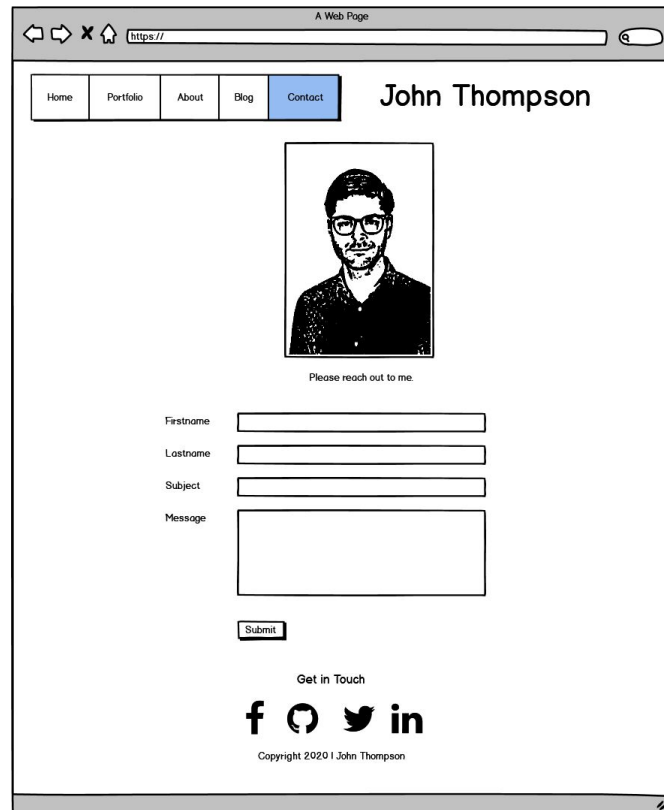 A Web Page
https://
Home Portfolio About Blog Contact
John Thompson
Please reach out to me.
Firstname
Lastname
Subject
Message
Submit
Get in Touch
Copyright 2020 | John Thompson